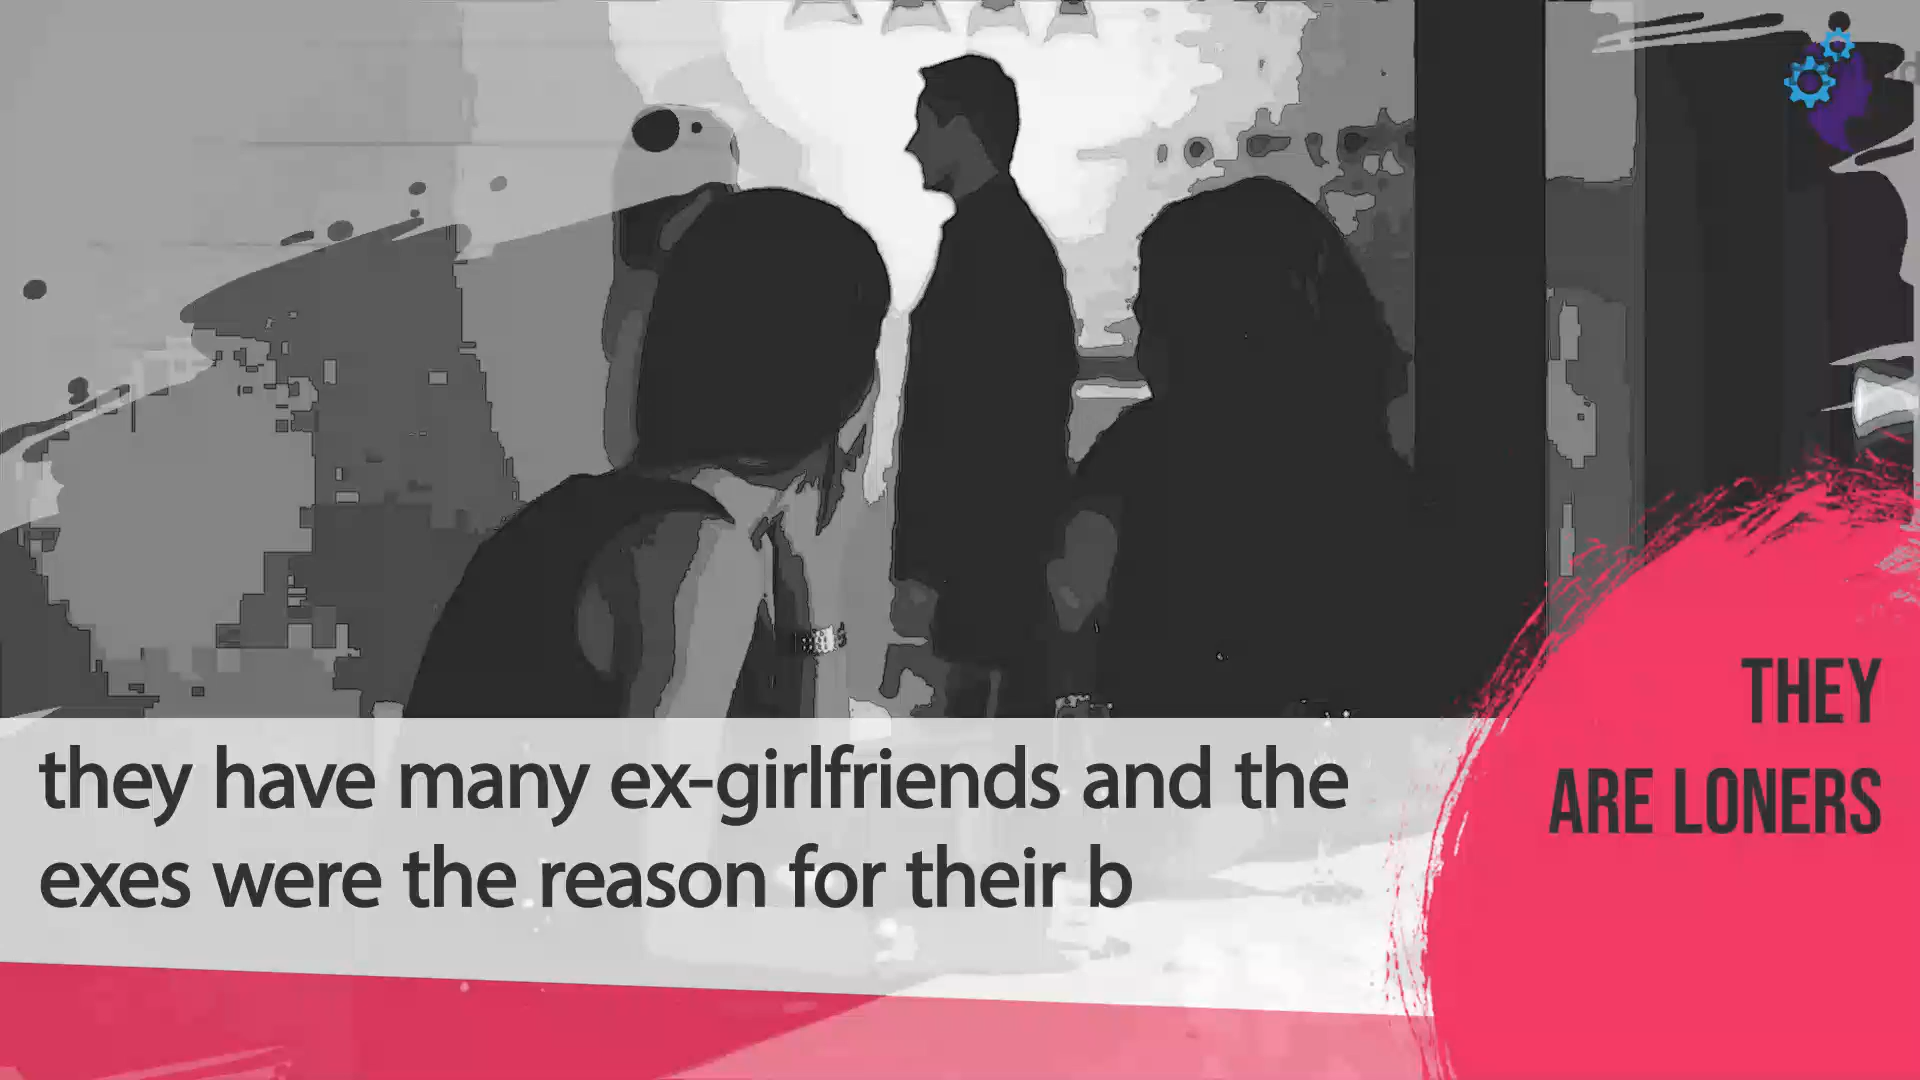 they have many ex-girlfriends and the
exes were the reason for their b
THEY
ARE LONERS